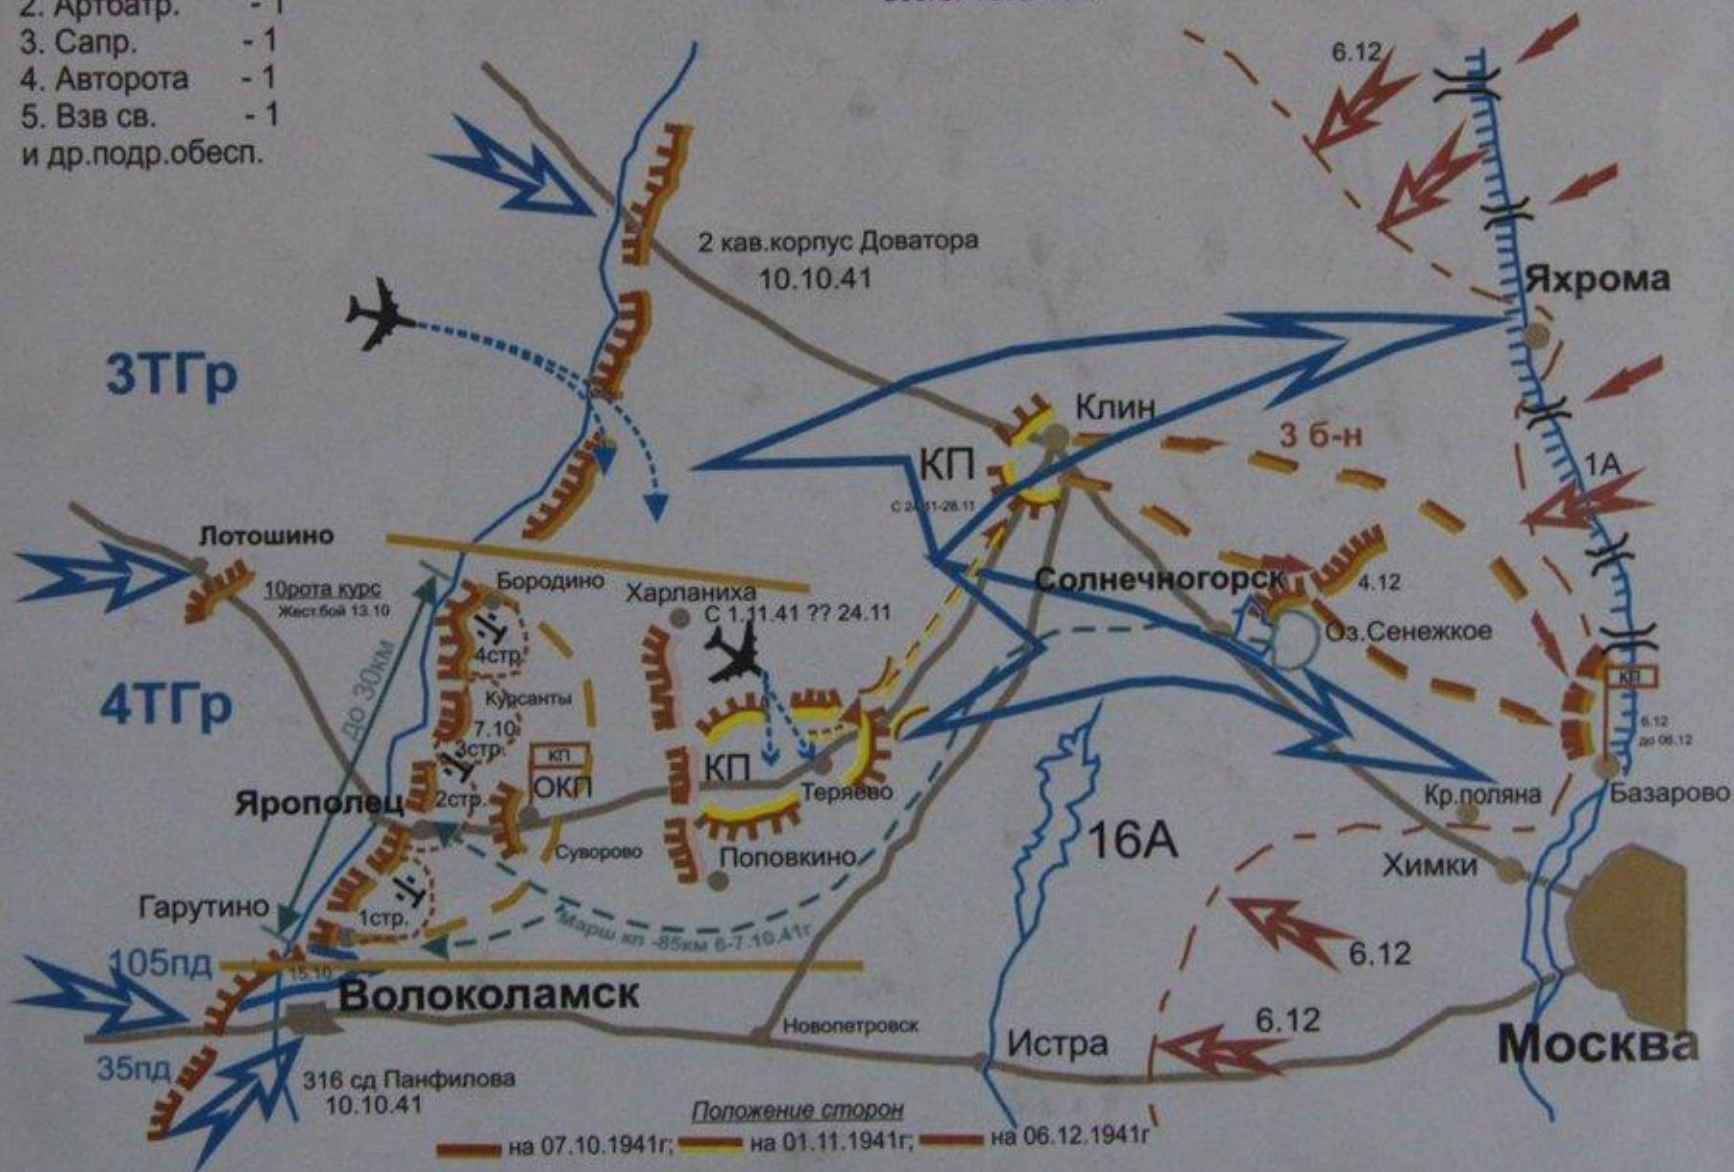 2. Артбатр. - 1
3. Сапр. - 1
4. Авторота - 1
5. Взв св. - 1
и др.подр.обесп.
6.12
2 кав.корпус Доватора
10.10.41
Яхрома
3ТГр
Клин
КП
3 б-н
1А
Лотошино
10рота курс
Жест.бой 13.10
Бородино
Харланиха
С 1.11.41 ?? 24.11
Солнечногорск
4.12
Оз.Сенежкое
до 30км
4стр.
Курсанты
7.10
3стр.
4ТГр
кп
кп
6.12
до 06.12
ОКП
КП
Ярополец
2стр.
Теряево
Кр.поляна
Базарово
Суворово
Поповкино
16А
Химки
Гарутино
1стр.
Марш кп -85км 6-7.10.41г
105пд
15.10
6.12
Волоколамск
Новопетровск
6.12
Истра
Москва
35пд
316 сд Панфилова
10.10.41
Положение сторон
на 07.10.1941г; на 01.11.1941г; на 06.12.1941г